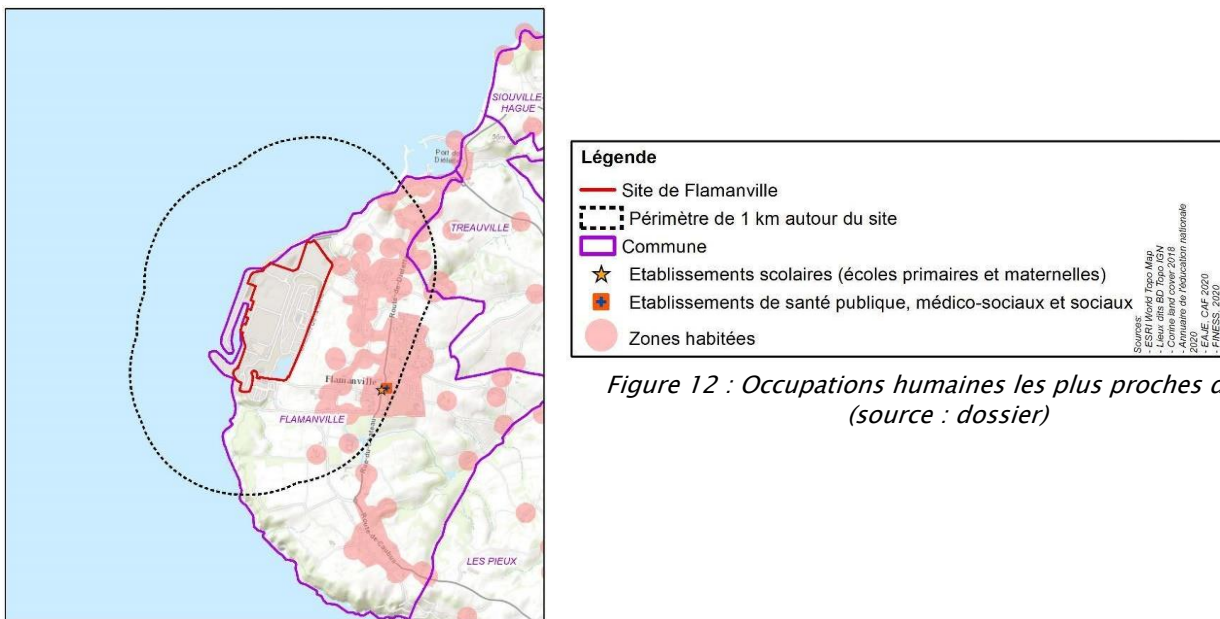 SIOUVILLE-
HAGUE
Port de
TREAUVILLE
Flamanville
FLAMANVILLE
LES PIEUX
Légende
Site de Flamanville
Périmètre de 1 km autour du site
Commune
Etablissements scolaires (écoles primaires et maternelles)
Etablissements de santé publique, médico-sociaux et sociaux
Zones habitées
Sources:
- ESRI World Topo Map
- Lieux dits BD Topo IGN
- Corine land cover 2018
- Annuaire de l'éducation nationale
2020
- EAJE, CAF 2020
- FINESS, 2020
Figure 12 : Occupations humaines les plus proches d
(source : dossier)